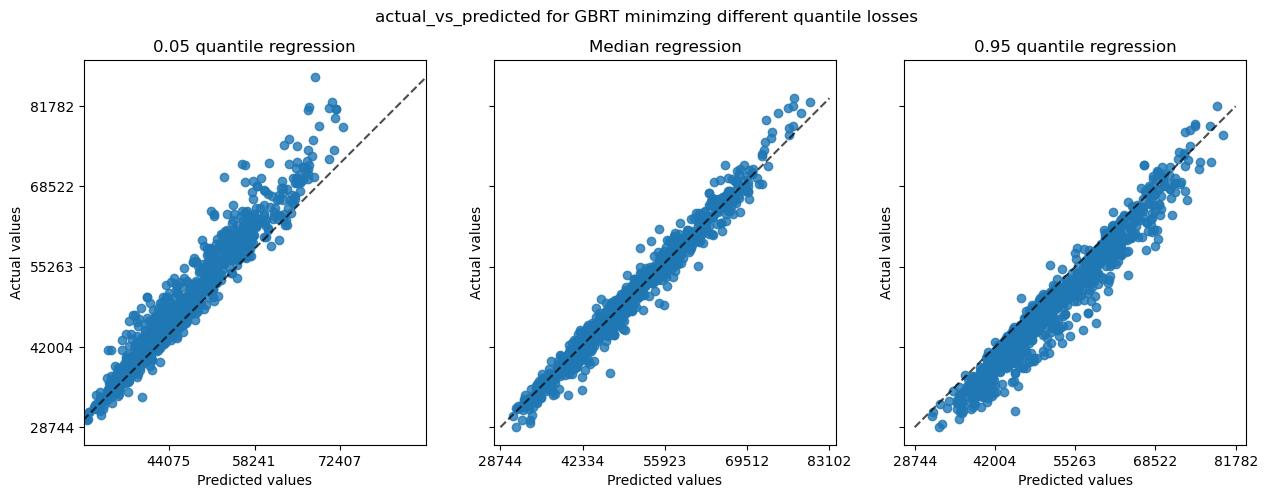 actual_vs_predicted for GBRT minimzing different quantile losses
0.05 quantile regression
Median regression
0.95 quantile regression
81782
68522
55263
42004
28744
Actual values
Actual values
Actual values
44075 58241 72407
28744 42334 55923 69512 83102
28744 42004 55263 68522 81782
Predicted values
Predicted values
Predicted values